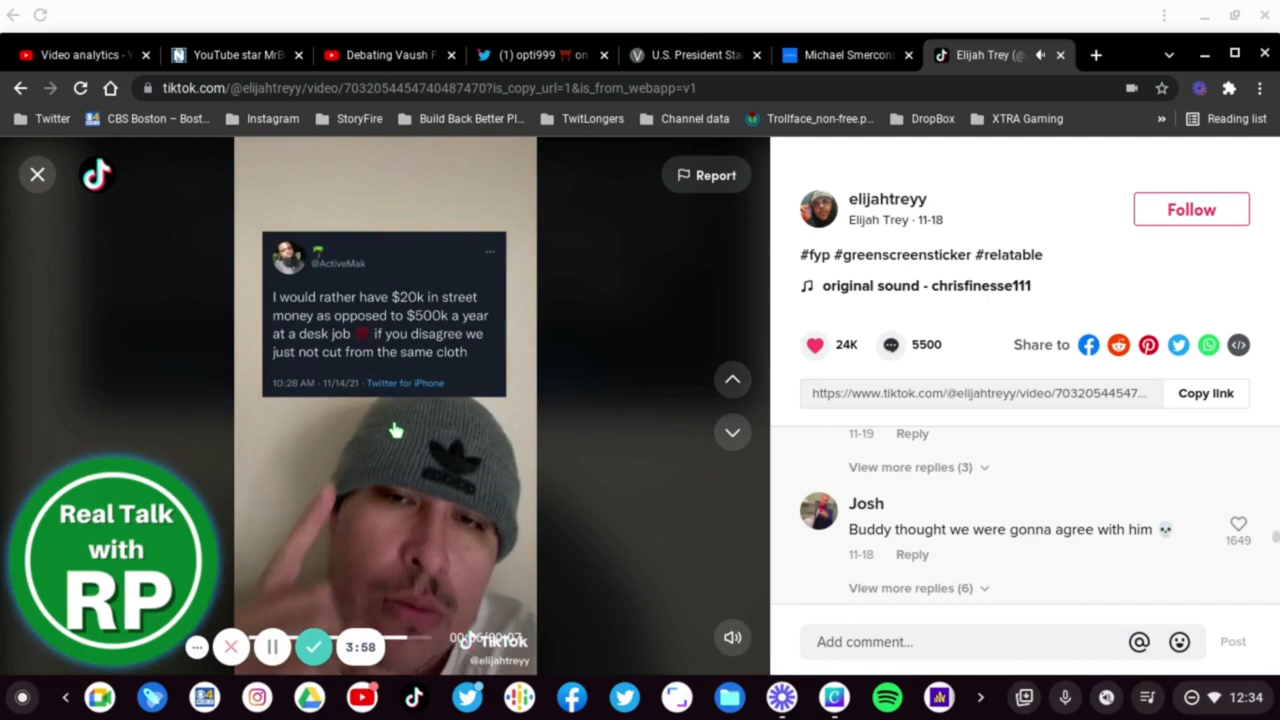 Video analytics -
YouTube star MrB
Debating Vaush F
(1) opti999 on
U.S. President Sta
Michael Smercon
Elijah Trey (@
tiktok.com/@elijahtreyy/video/7032054454740487470?is_copy_url=1&is_from_webapp=v1
Twitter
CBS Boston – Bost...
Instagram
StoryFire
Build Back Better Pl...
TwitLongers
Channel data
Trollface_non-free.p...
DropBox
XTRA Gaming
»
Reading list
Report
@ActiveMak
I would rather have $20k in street
money as opposed to $500k a year
at a desk job 💯 if you disagree we
just not cut from the same cloth
10:28 AM · 11/14/21 · Twitter for iPhone
adidas
Real Talk
with
RP
3:58
TikTok
@elijahtreyy
elijahtreyy
Elijah Trey · 11-18
Follow
#fyp #greenscreensticker #relatable
original sound - chrisfinesse111
24K
5500
Share to
https://www.tiktok.com/@elijahtreyy/video/70320544547...
Copy link
11-19 Reply
View more replies (3)
Josh
Buddy thought we were gonna agree with him 💀
1649
11-18 Reply
View more replies (6)
Add comment...
Post
12:34